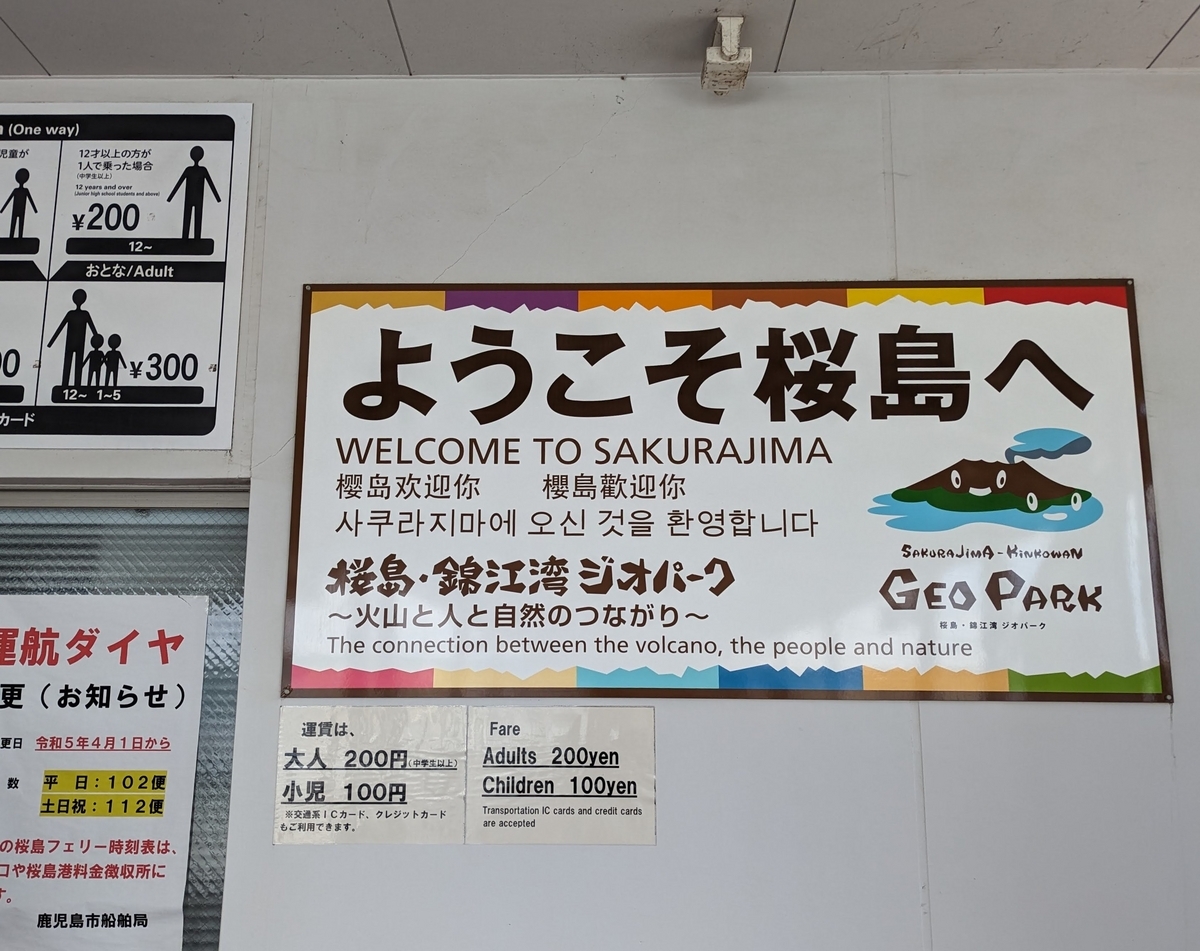 (One way)
児童が
12才以上の方が
1人で乗った場合
(中学生以上)
12 years and over
(Junior high school students and above)
¥200
12~
おとな/Adult
¥300
12~ 1~5
カード
ようこそ桜島へ
WELCOME TO SAKURAJIMA
樱岛欢迎你 櫻島歡迎你
사쿠라지마에 오신 것을 환영합니다
桜島・錦江湾 ジオパーク
～火山と人と自然のつながり～
The connection between the volcano, the people and nature
SAKURAJIMA-KINKOWAN
GEO PARK
桜島・錦江湾 ジオパーク
運航ダイヤ
更(お知らせ)
更日 令和5年4月1日から
数 平 日：102便
土日祝：112便
の桜島フェリー時刻表は、
口や桜島港料金徴収所に
す。
鹿児島市船舶局
運賃は、
大人 200円(中学生以上)
小児 100円
※交通系ICカード、クレジットカード
もご利用できます。
Fare
Adults 200yen
Children 100yen
Transportation IC cards and credit cards
are accepted